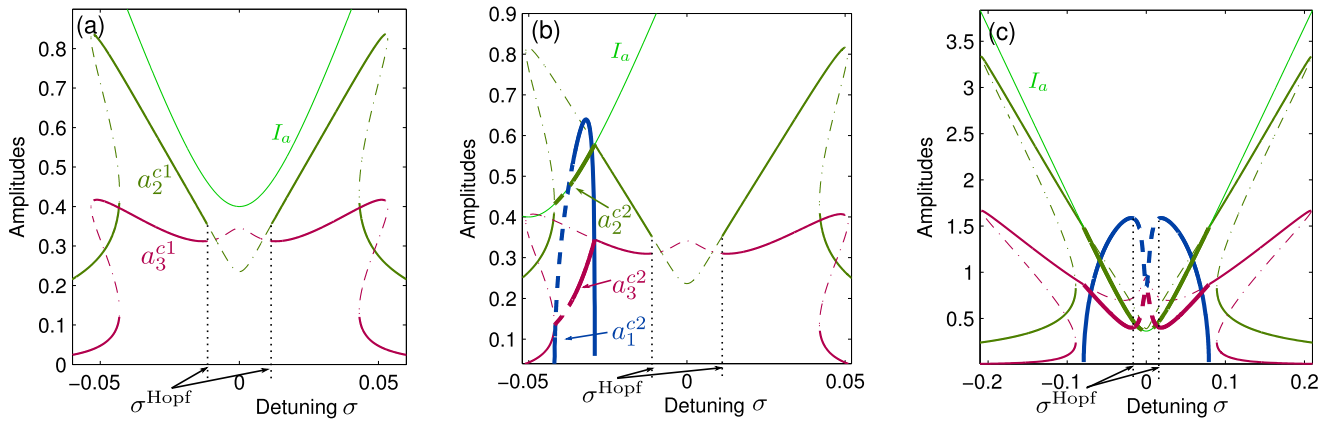 (a)
Amplitudes
0.8
0.7
0.6
0.5
0.4
0.3
0.2
0.1
0
I_a
a_2^{c1}
a_3^{c1}
−0.05
0
0.05
σ^{Hopf}
Detuning σ
(b)
Amplitudes
0.9
0.8
0.7
0.6
0.5
0.4
0.3
0.2
0.1
I_a
a_2^{c2}
a_3^{c2}
a_1^{c2}
−0.05
0
0.05
σ^{Hopf}
Detuning σ
(c)
Amplitudes
3.5
3
2.5
2
1.5
1
0.5
I_a
−0.2
−0.1
0
0.1
0.2
σ^{Hopf}
Detuning σ